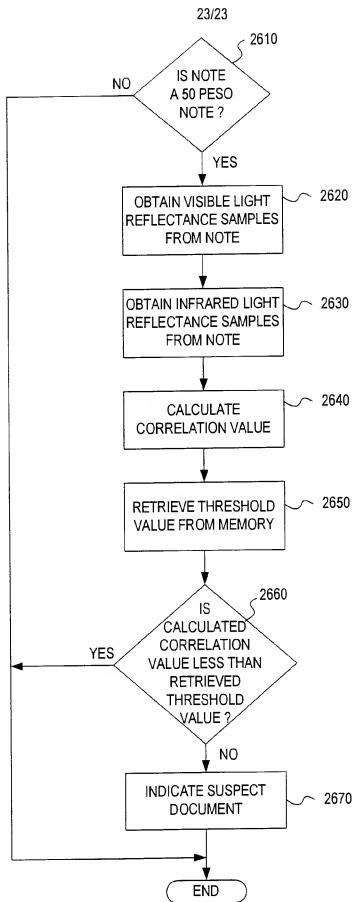 23/23
2610
IS NOTE
A 50 PESO
NOTE ?
NO
YES
2620
OBTAIN VISIBLE LIGHT
REFLECTANCE SAMPLES
FROM NOTE
2630
OBTAIN INFRARED LIGHT
REFLECTANCE SAMPLES
FROM NOTE
2640
CALCULATE
CORRELATION VALUE
2650
RETRIEVE THRESHOLD
VALUE FROM MEMORY
2660
IS
CALCULATED
CORRELATION
VALUE LESS THAN
RETRIEVED
THRESHOLD
VALUE ?
YES
NO
2670
INDICATE SUSPECT
DOCUMENT
END